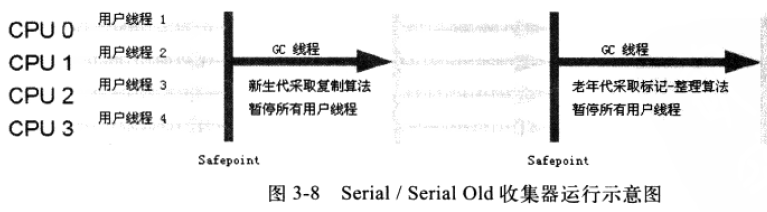 CPU 0 用户线程 1
CPU 1 用户线程 2
CPU 2 用户线程 3
CPU 3 用户线程 4
GC 线程
新生代采取复制算法
暂停所有用户线程
GC 线程
老年代采取标记-整理算法
暂停所有用户线程
Safepoint
Safepoint
图 3-8 Serial / Serial Old 收集器运行示意图